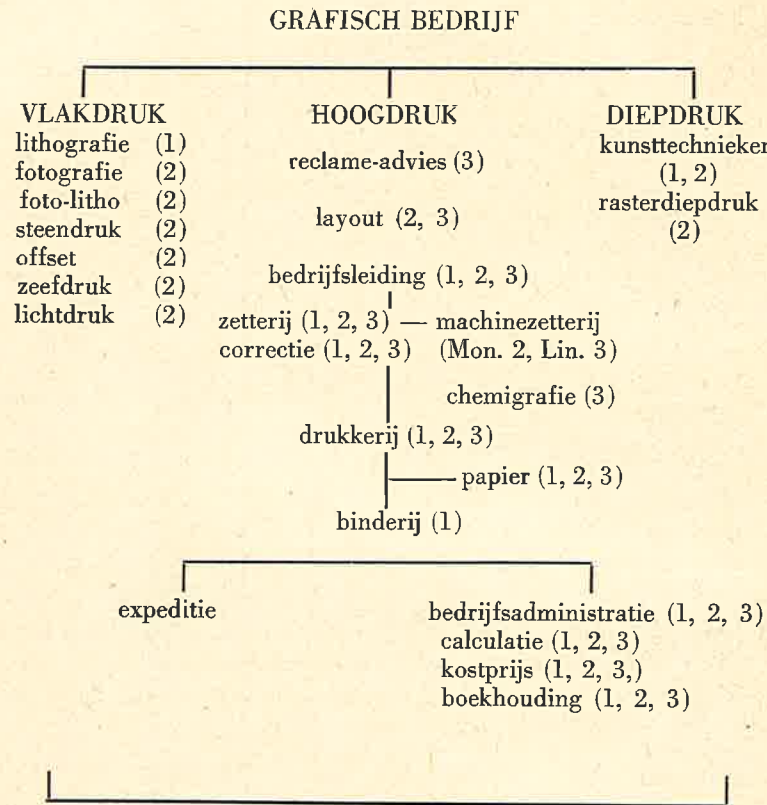 GRAFISCH BEDRIJF
VLAKDRUK
lithografie (1)
fotografie (2)
foto-litho (2)
steendruk (2)
offset (2)
zeefdruk (2)
lichtdruk (2)
HOOGDRUK
reclame-advies (3)
layout (2, 3)
bedrijfsleiding (1, 2, 3)
zetterij (1, 2, 3) — machinezetterij
correctie (1, 2, 3) (Mon. 2, Lin. 3)
chemigrafie (3)
drukkerij (1, 2, 3)
papier (1, 2, 3)
binderij (1)
DIEPDRUK
kunsttechnieken
(1, 2)
rasterdiepdruk
(2)
expeditie
bedrijfsadministratie (1, 2, 3)
calculatie (1, 2, 3)
kostprijs (1, 2, 3,)
boekhouding (1, 2, 3)